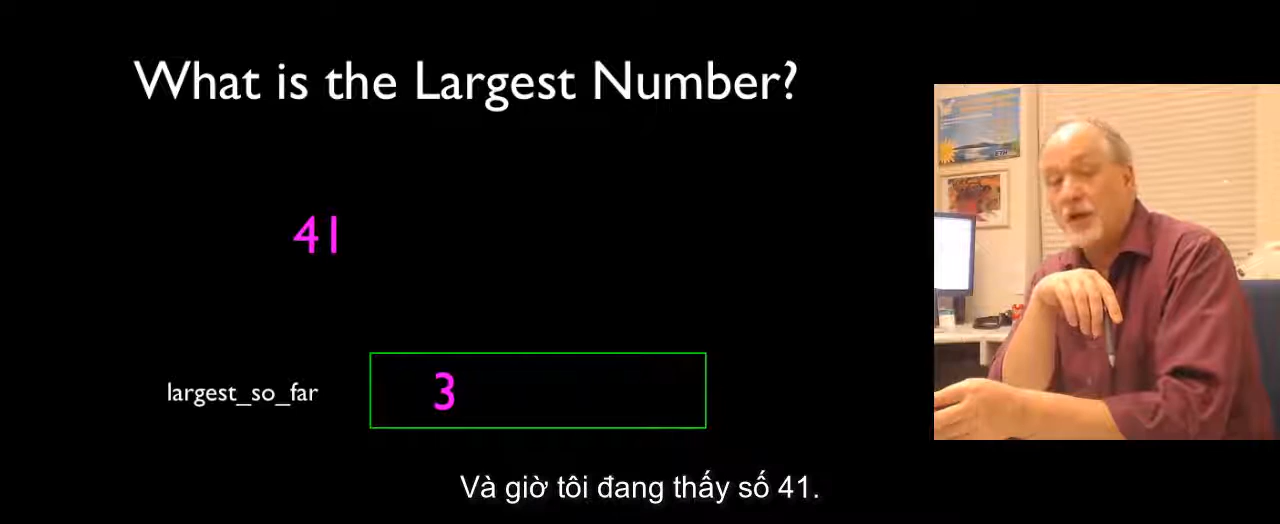 What is the Largest Number?
41
largest_so_far
3
Và giờ tôi đang thấy số 41.